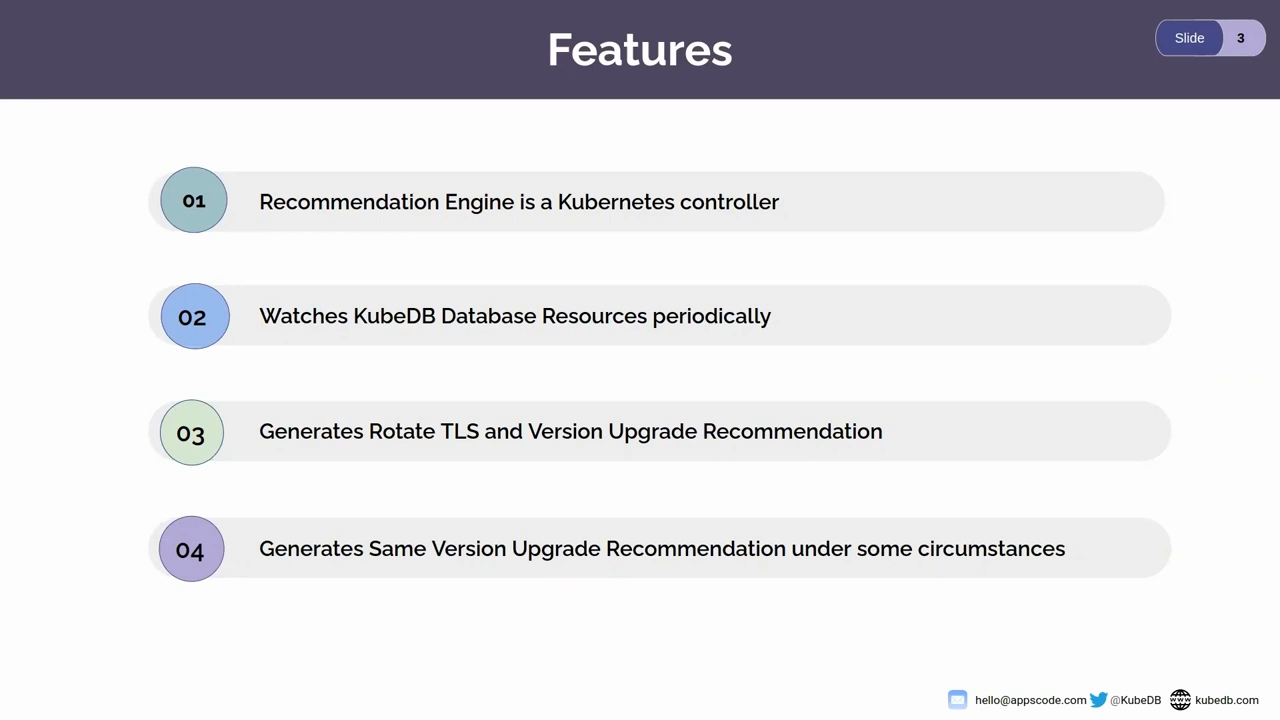 Features
Slide 3
01 Recommendation Engine is a Kubernetes controller
02 Watches KubeDB Database Resources periodically
03 Generates Rotate TLS and Version Upgrade Recommendation
04 Generates Same Version Upgrade Recommendation under some circumstances
hello@appscode.com @KubeDB www kubedb.com